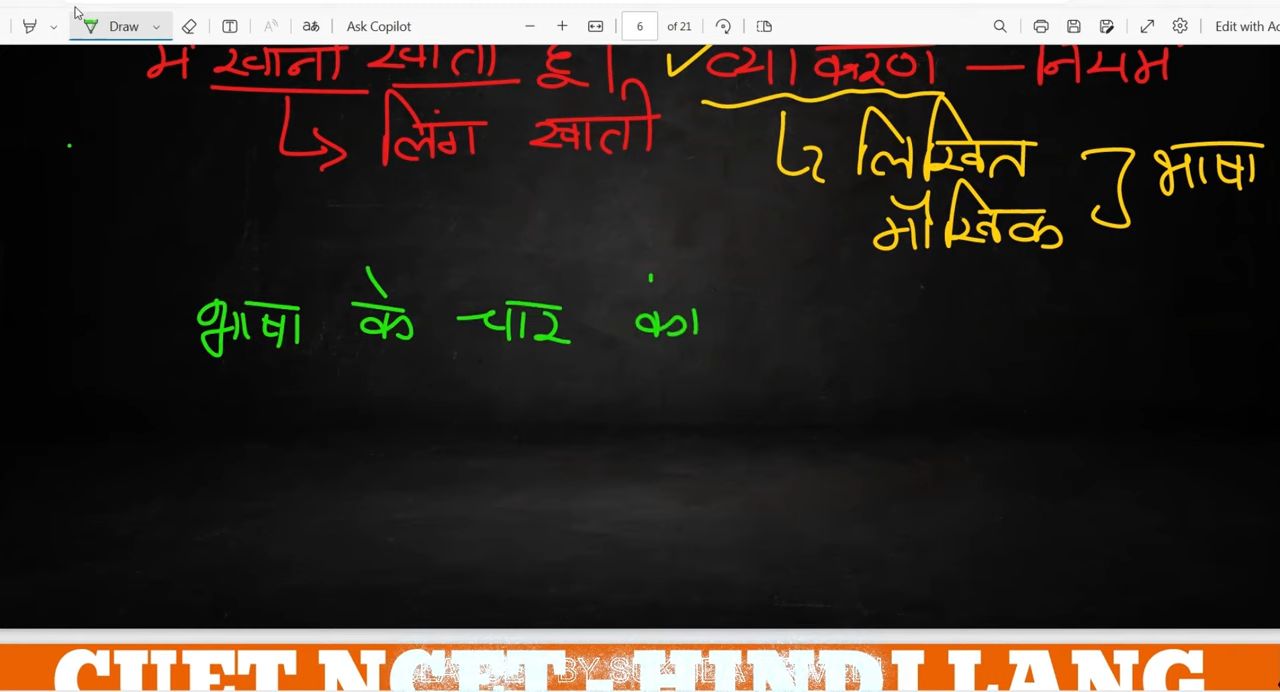 Draw
Ask Copilot
6 of 21
Edit with Ac
मैं खाना खाता हूँ। व्याकरण — नियम
लिंग खाती
लिखित
मौखिक } भाषा
भाषा के चार कां
CUET NCET - HINDI LANG